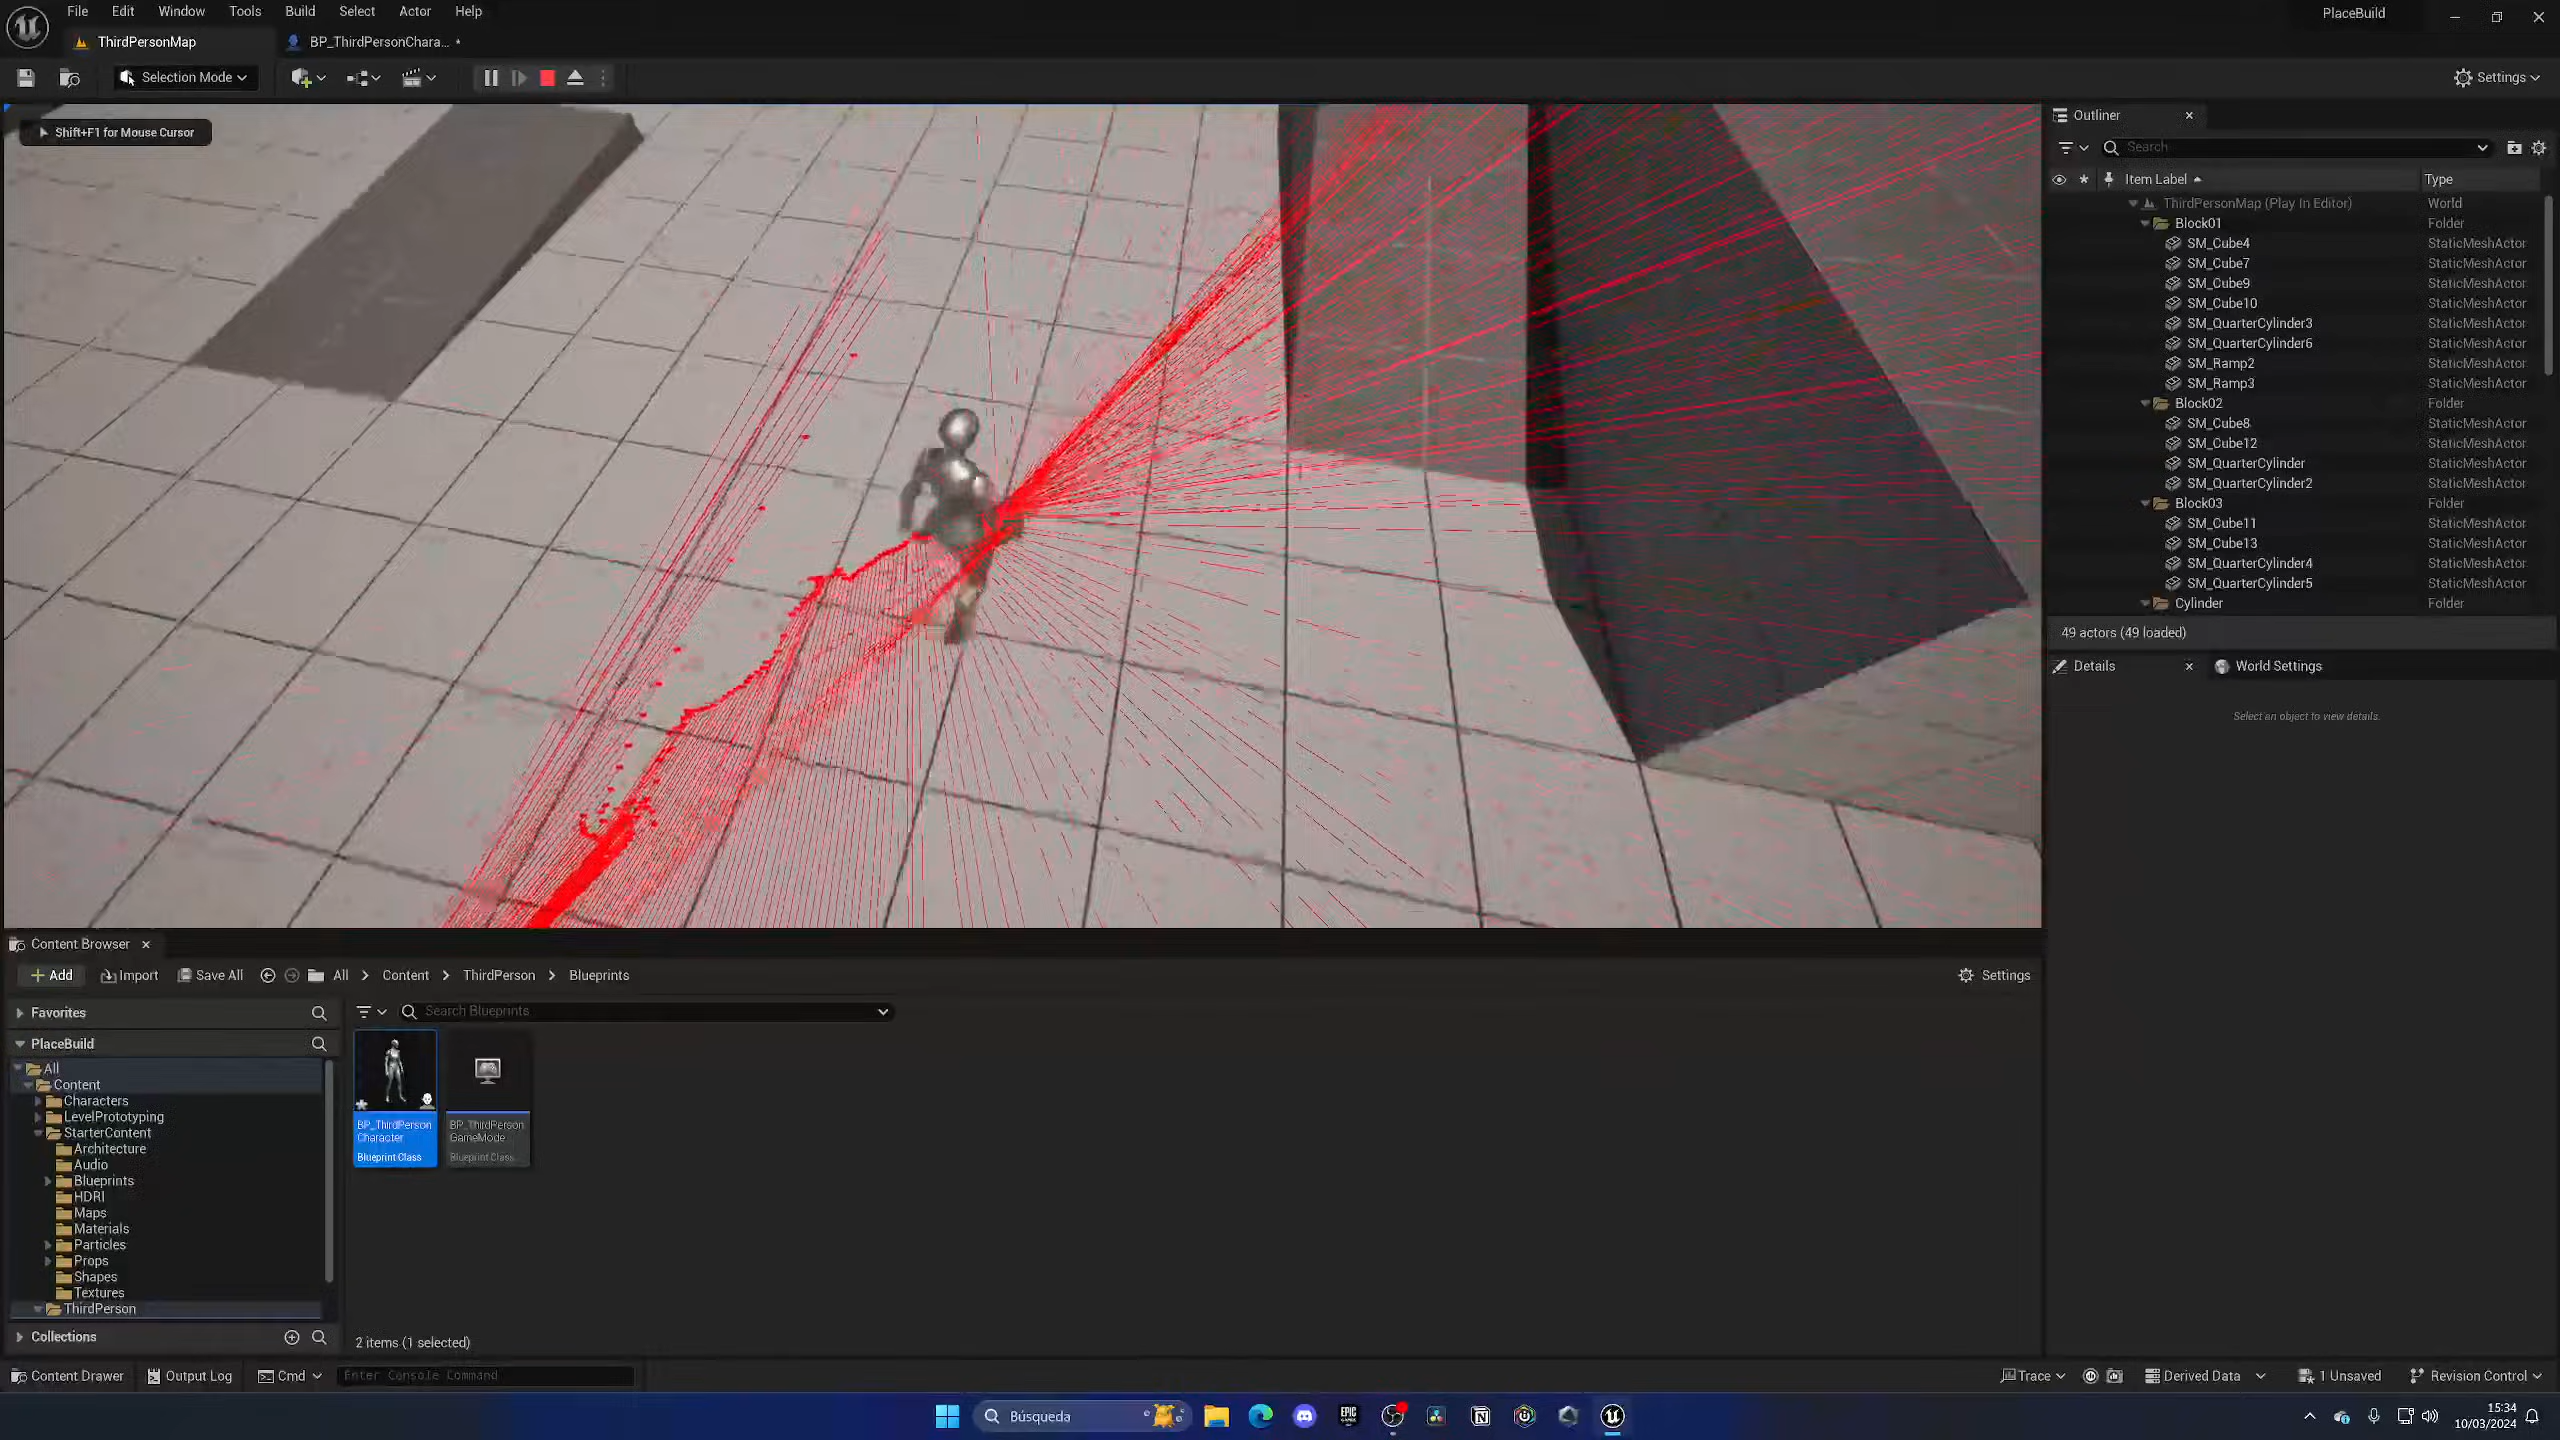 File Edit Window Tools Build Select Actor Help
PlaceBuild
ThirdPersonMap
BP_ThirdPersonChara... •
Selection Mode
Settings
Shift+F1 for Mouse Cursor
Outliner
Search
Item Label
Type
ThirdPersonMap (Play In Editor) World
Block01 Folder
SM_Cube4 StaticMeshActor
SM_Cube7 StaticMeshActor
SM_Cube9 StaticMeshActor
SM_Cube10 StaticMeshActor
SM_QuarterCylinder3 StaticMeshActor
SM_QuarterCylinder6 StaticMeshActor
SM_Ramp2 StaticMeshActor
SM_Ramp3 StaticMeshActor
Block02 Folder
SM_Cube8 StaticMeshActor
SM_Cube12 StaticMeshActor
SM_QuarterCylinder StaticMeshActor
SM_QuarterCylinder2 StaticMeshActor
Block03 Folder
SM_Cube11 StaticMeshActor
SM_Cube13 StaticMeshActor
SM_QuarterCylinder4 StaticMeshActor
SM_QuarterCylinder5 StaticMeshActor
Cylinder Folder
49 actors (49 loaded)
Details
World Settings
Select an object to view details.
Content Browser
Add Import Save All All > Content > ThirdPerson > Blueprints
Settings
Favorites
Search Blueprints
PlaceBuild
All
Content
Characters
LevelPrototyping
StarterContent
Architecture
Audio
Blueprints
HDRI
Maps
Materials
Particles
Props
Shapes
Textures
ThirdPerson
Collections
BP_ThirdPerson
Character
Blueprint Class
BP_ThirdPerson
GameMode
Blueprint Class
2 items (1 selected)
Content Drawer Output Log Cmd Enter Console Command
Trace Derived Data 1 Unsaved Revision Control
Búsqueda
EPIC
GAMES
15:34
10/03/2024